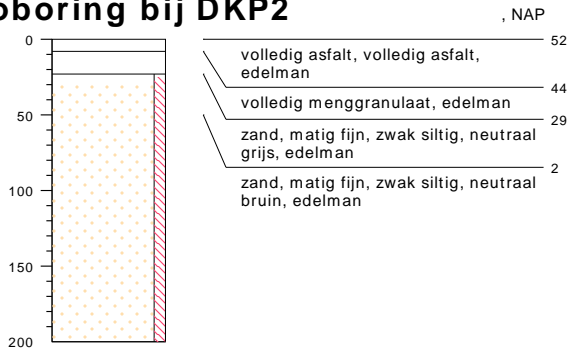 oboring bij DKP2
, NAP
0
52
volledig asfalt, volledig asfalt,
edelman
44
volledig menggranulaat, edelman
29
50
zand, matig fijn, zwak siltig, neutraal
grijs, edelman
2
100
zand, matig fijn, zwak siltig, neutraal
bruin, edelman
150
200